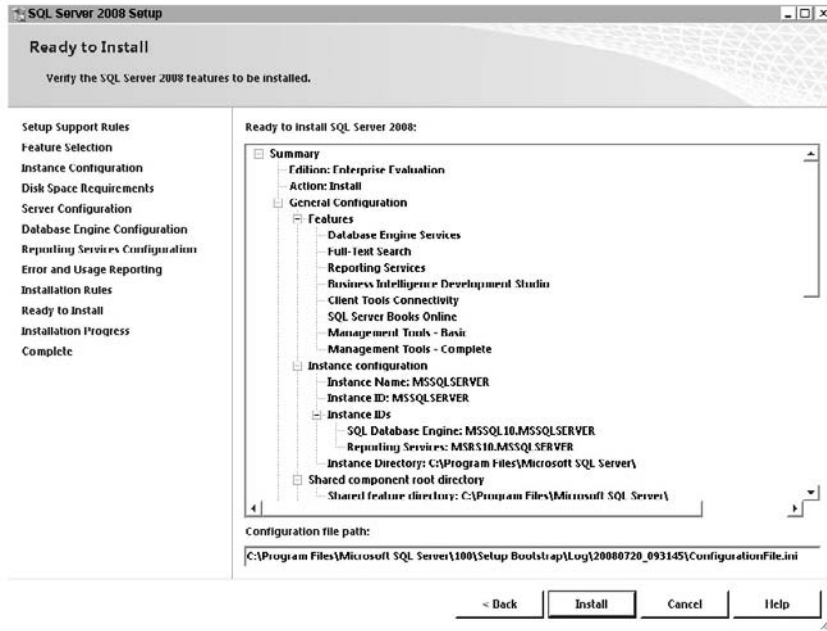 SQL Server 2008 Setup
Ready to Install
Verify the SQL Server 2008 features to be installed.
Setup Support Rules
Feature Selection
Instance Configuration
Disk Space Requirements
Server Configuration
Database Engine Configuration
Reporting Services Configuration
Error and Usage Reporting
Installation Rules
Ready to Install
Installation Progress
Complete
Ready to install SQL Server 2008:
Summary
Edition: Enterprise Evaluation
Action: Install
General Configuration
Features
Database Engine Services
Full-Text Search
Reporting Services
Business Intelligence Development Studio
Client Tools Connectivity
SQL Server Books Online
Management Tools - Basic
Management Tools - Complete
Instance configuration
Instance Name: MSSQLSERVER
Instance ID: MSSQLSERVER
Instance IDs
SQL Database Engine: MSSQL10.MSSQLSERVER
Reporting Services: MSRS10.MSSQLSERVER
Instance Directory: C:\Program Files\Microsoft SQL Server\
Shared component root directory
Shared feature directory: C:\Program Files\Microsoft SQL Server\
Configuration file path:
C:\Program Files\Microsoft SQL Server\100\Setup Bootstrap\Log\20080720_093145\ConfigurationFile.ini
< Back
Install
Cancel
Help